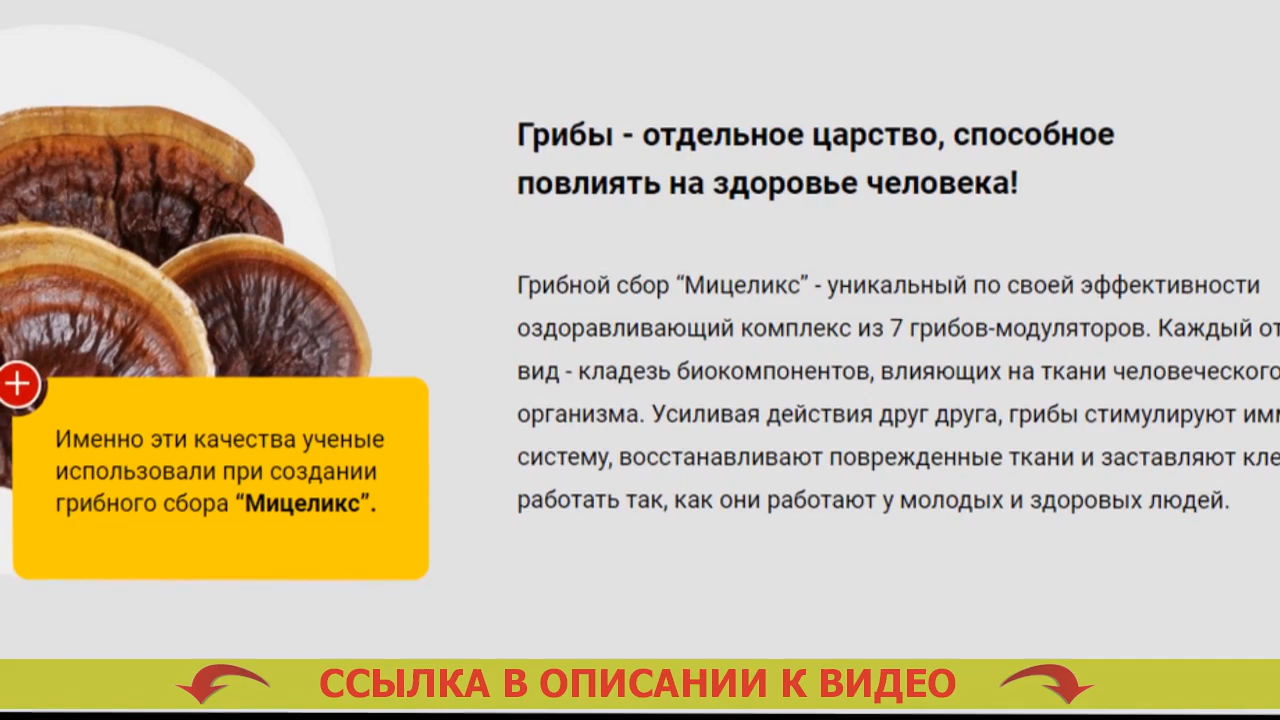 Грибы - отдельное царство, способное
повлиять на здоровье человека!
Грибной сбор “Мицеликс” - уникальный по своей эффективности
оздоравливающий комплекс из 7 грибов-модуляторов. Каждый
вид - кладезь биокомпонентов, влияющих на ткани человеческого
организма. Усиливая действия друг друга, грибы стимулируют
систему, восстанавливают поврежденные ткани и заставляют
работать так, как они работают у молодых и здоровых людей.
Именно эти качества ученые
использовали при создании
грибного сбора “Мицеликс”.
ССЫЛКА В ОПИСАНИИ К ВИДЕО